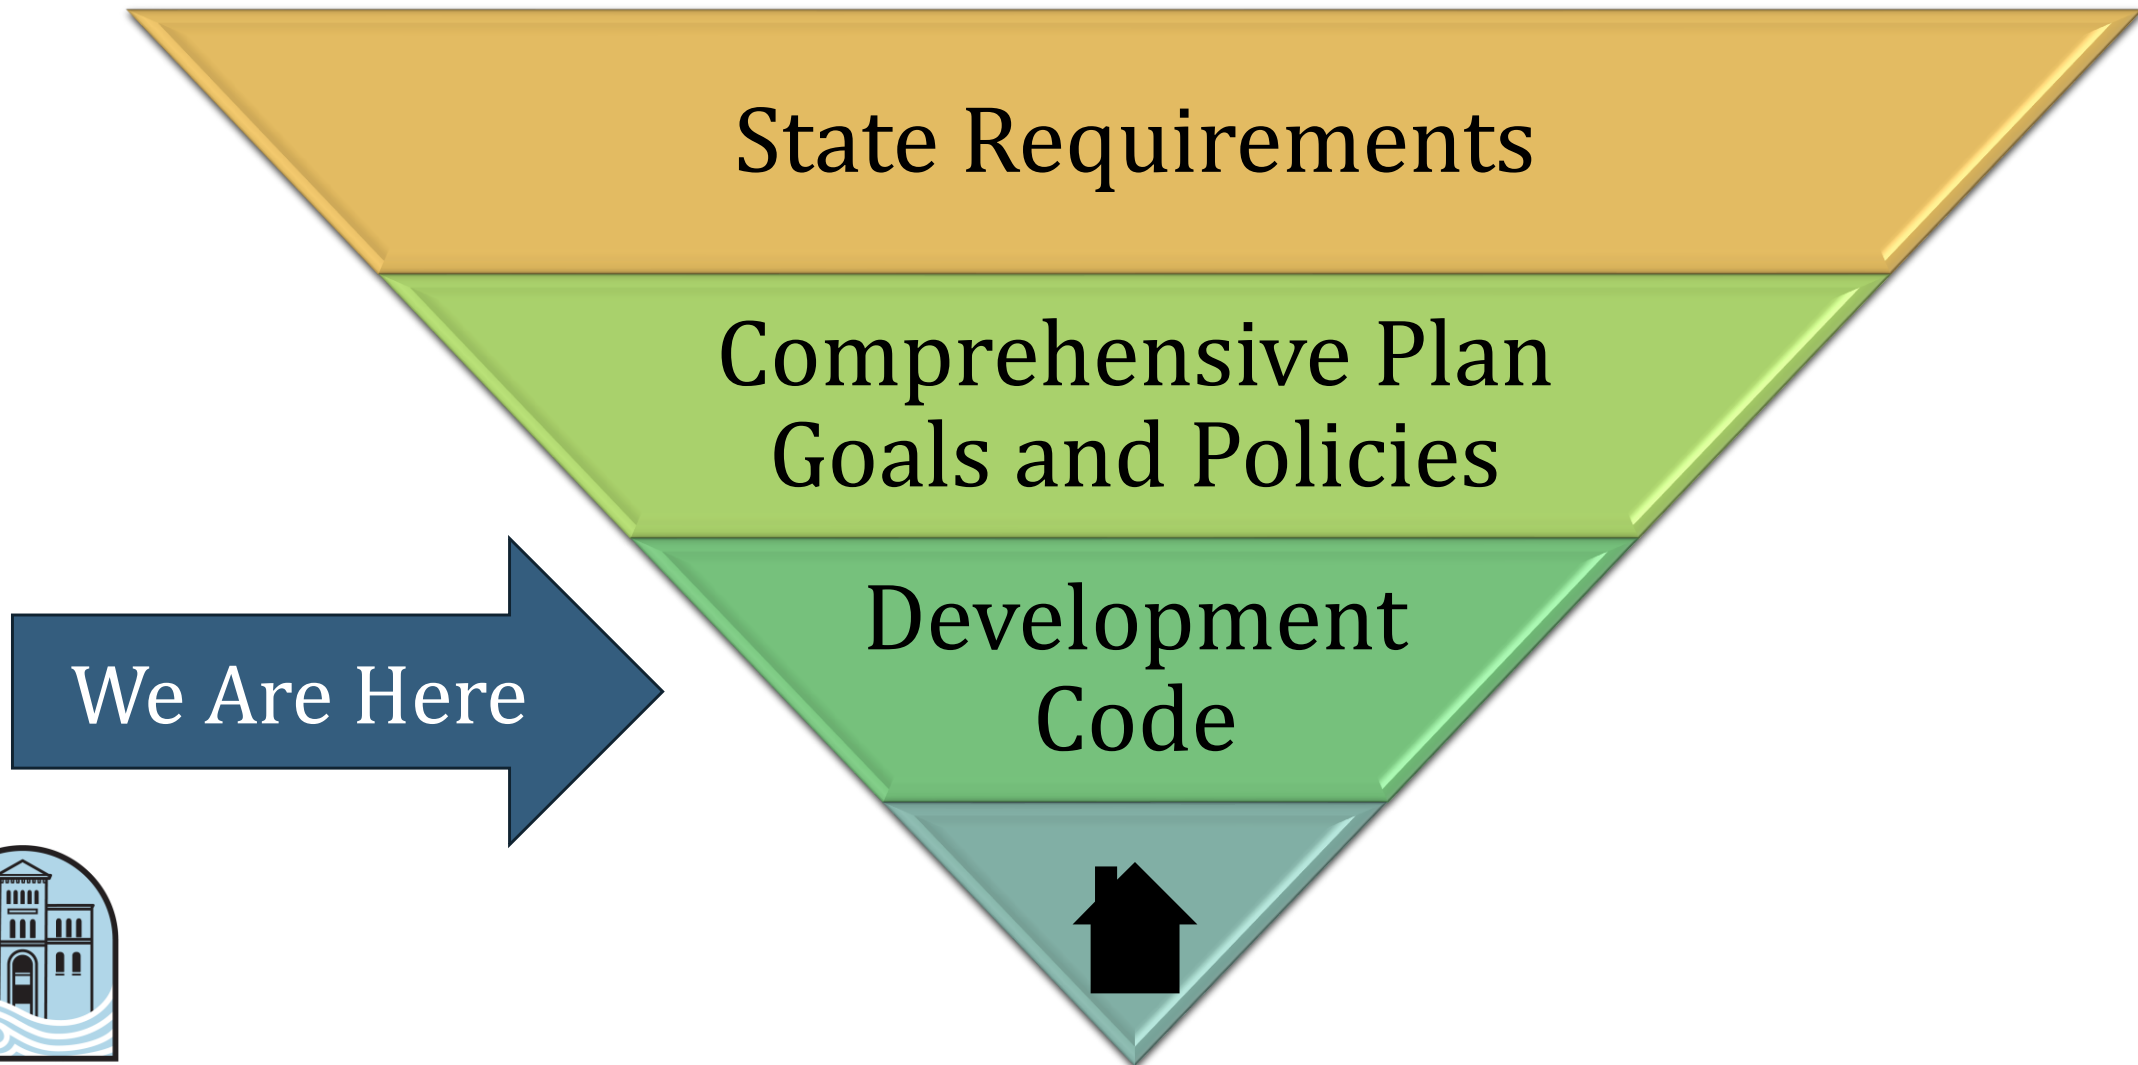 State Requirements
Comprehensive Plan
Goals and Policies
Development
Code
We Are Here